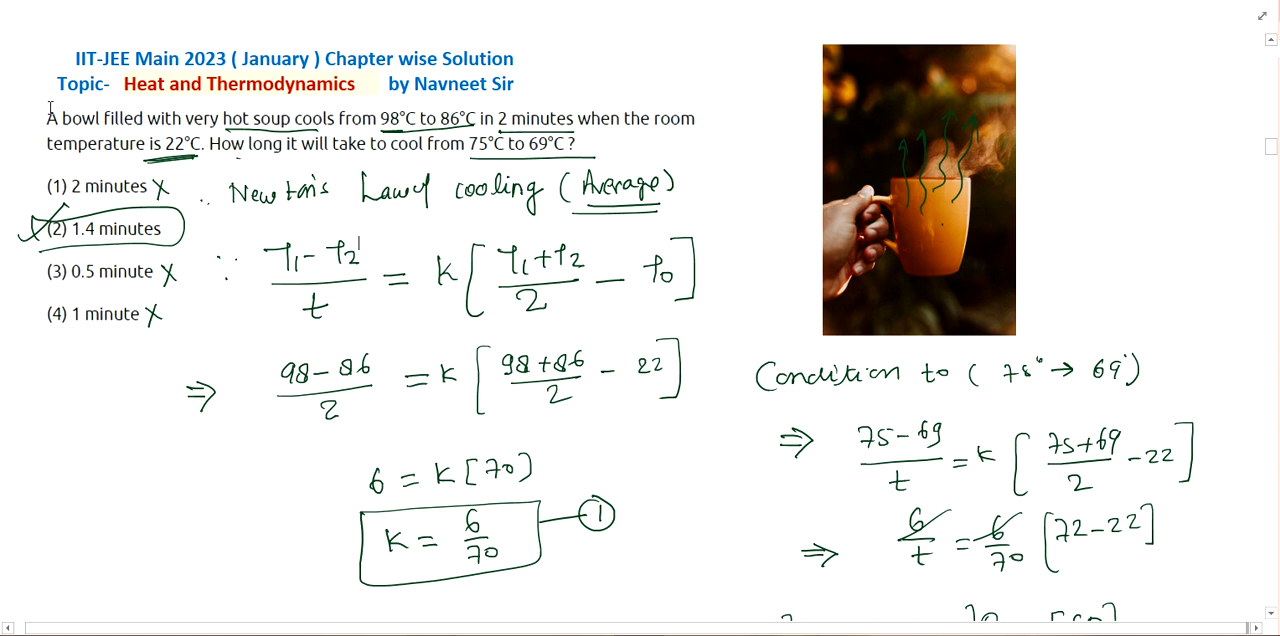 IIT-JEE Main 2023 ( January ) Chapter wise Solution
Topic- Heat and Thermodynamics by Navneet Sir
A bowl filled with very hot soup cools from 98°C to 86°C in 2 minutes when the room
temperature is 22°C. How long it will take to cool from 75°C to 69°C ?
(1) 2 minutes X
(2) 1.4 minutes
(3) 0.5 minute X
(4) 1 minute X
∴ Newton's Law of cooling (Average)
∵ T1 - T2 / t = K [ T1 + T2 / 2 - T0 ]
⇒ 98 - 86 / 2 = K [ 98 + 86 / 2 - 22 ]
6 = K [70]
K = 6 / 70 — 1
Condition to ( 75° → 69° )
⇒ 75 - 69 / t = K [ 75 + 69 / 2 - 22 ]
⇒ 6 / t = 6 / 70 [ 72 - 22 ]